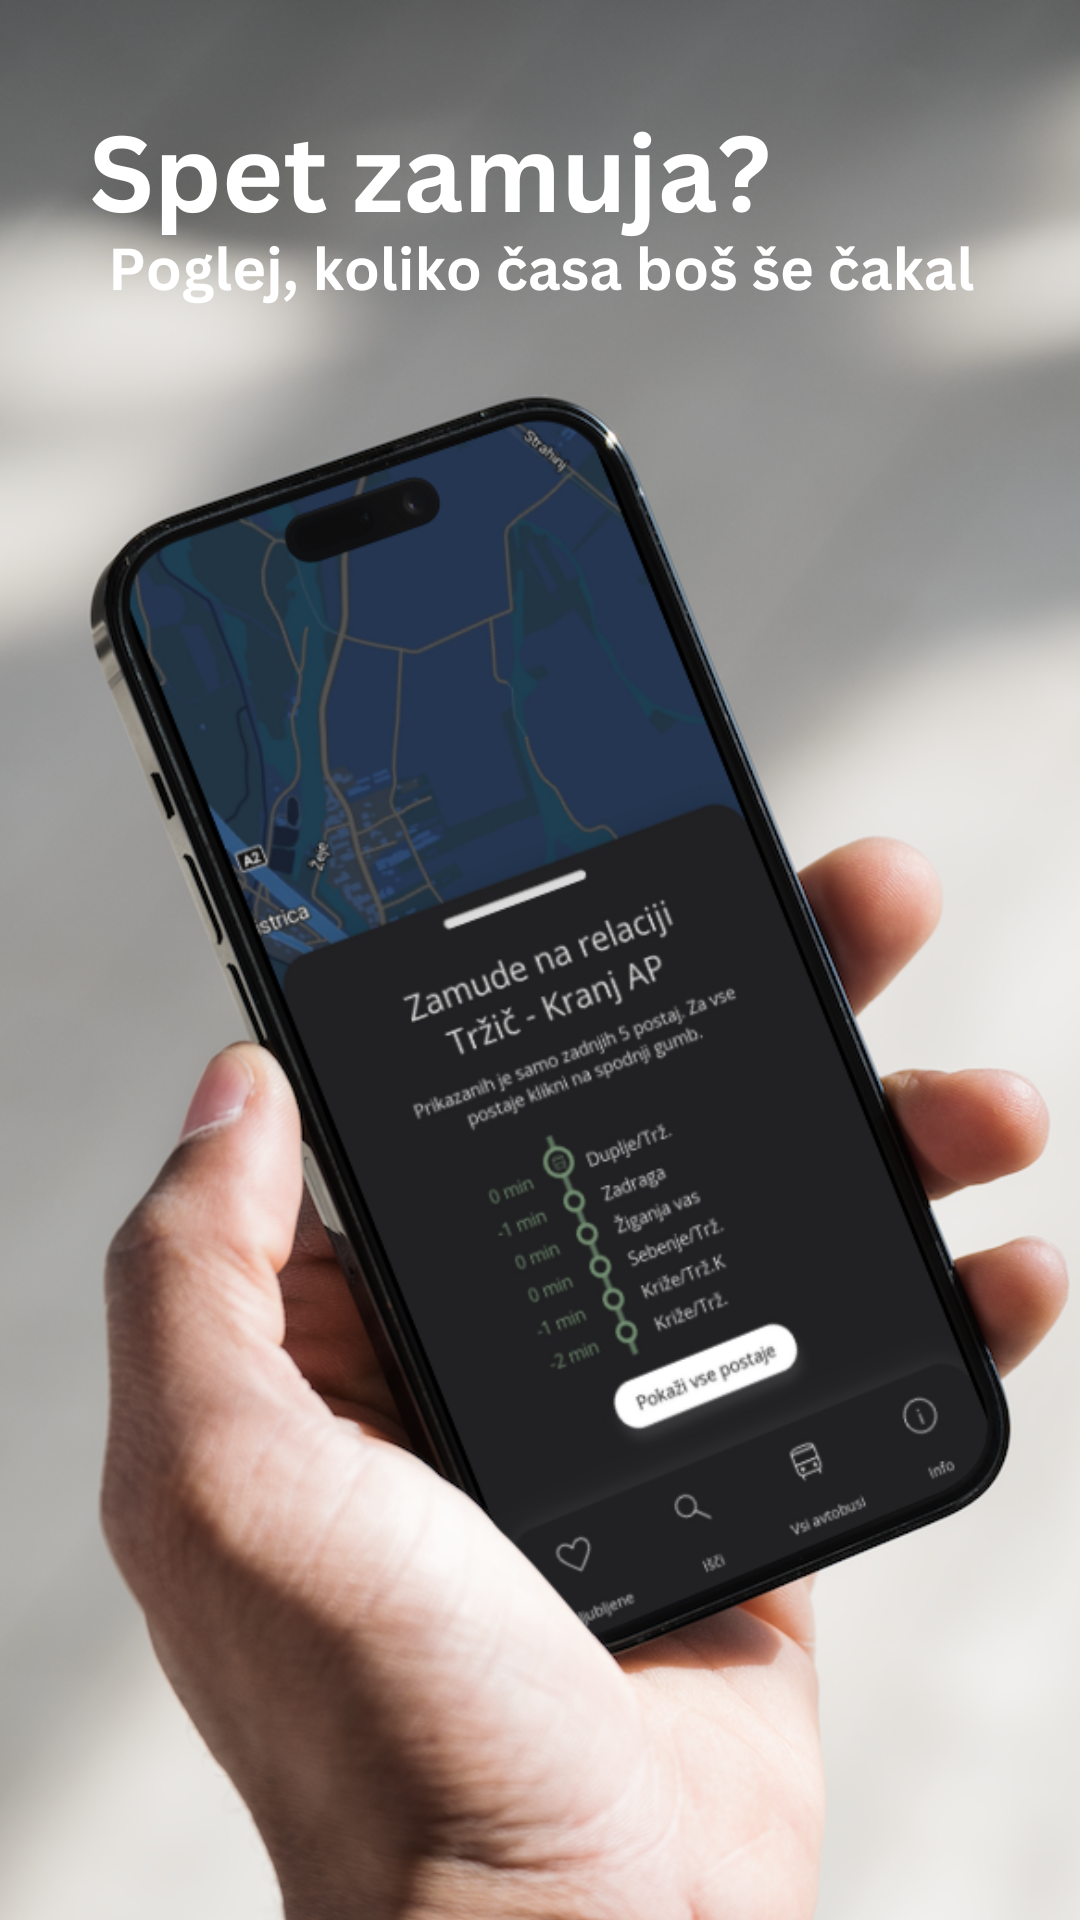 Spet zamuja?
Poglej, koliko časa boš še čakal
Strahinj
A2
Žeje
istrica
Zamude na relaciji
Tržič - Kranj AP
Prikazanih je samo zadnjih 5 postaj. Za vse
postaje klikni na spodnji gumb.
0 min Duplje/Trž.
-1 min Zadraga
0 min Žiganja vas
0 min Sebenje/Trž.
-1 min Križe/Trž.K
-2 min Križe/Trž.
Pokaži vse postaje
ljubljene
Išči
Vsi avtobusi
Info